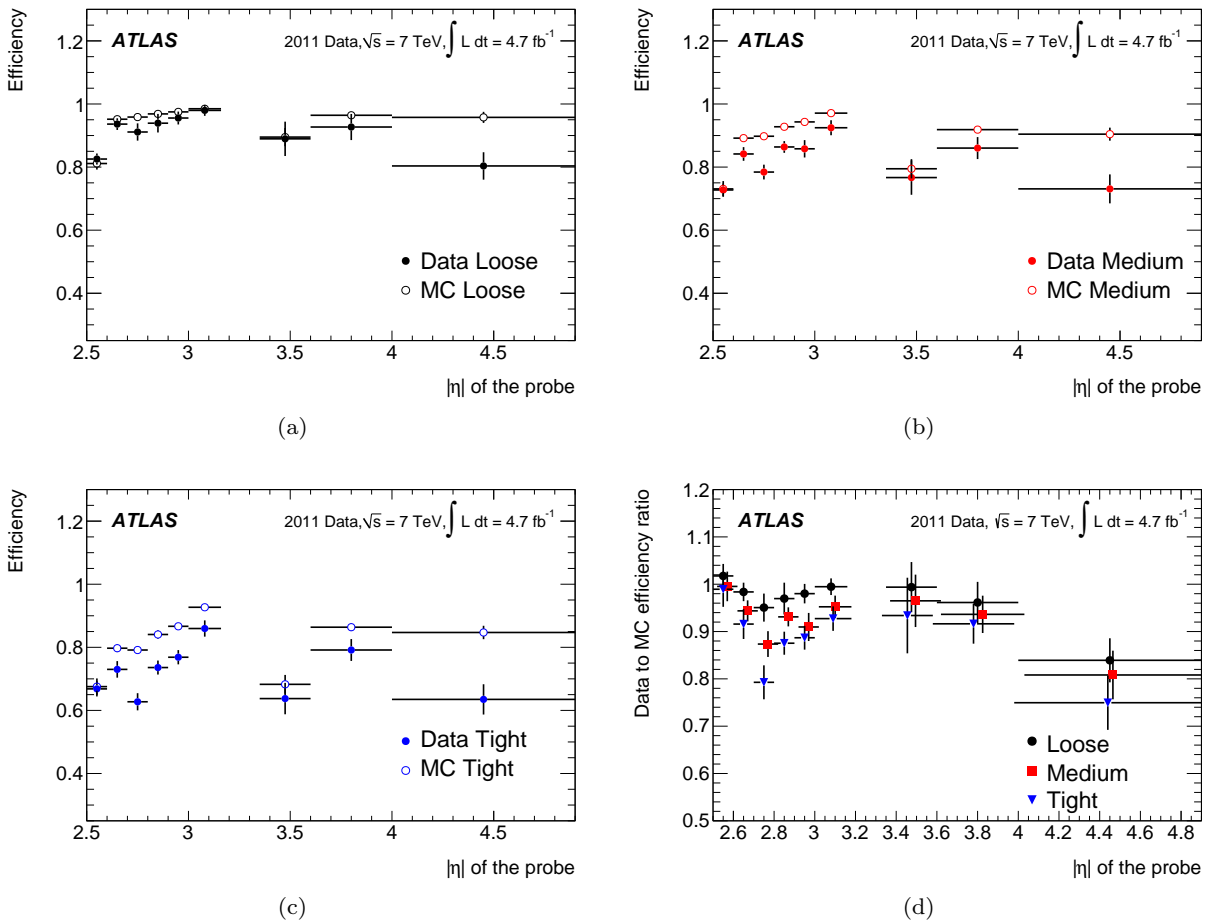 Efficiency
ATLAS
2011 Data,√s = 7 TeV,∫ L dt = 4.7 fb⁻¹
1.2
1
0.8
0.6
0.4
Data Loose
MC Loose
2.5 3 3.5 4 4.5
|η| of the probe
(a)
Efficiency
ATLAS
2011 Data,√s = 7 TeV,∫ L dt = 4.7 fb⁻¹
1.2
1
0.8
0.6
0.4
Data Medium
MC Medium
2.5 3 3.5 4 4.5
|η| of the probe
(b)
Efficiency
ATLAS
2011 Data,√s = 7 TeV,∫ L dt = 4.7 fb⁻¹
1.2
1
0.8
0.6
0.4
Data Tight
MC Tight
2.5 3 3.5 4 4.5
|η| of the probe
(c)
Data to MC efficiency ratio
ATLAS
2011 Data, √s = 7 TeV, ∫ L dt = 4.7 fb⁻¹
1.2
1.1
1
0.9
0.8
0.7
0.6
0.5
Loose
Medium
Tight
2.6 2.8 3 3.2 3.4 3.6 3.8 4 4.2 4.4 4.6 4.8
|η| of the probe
(d)